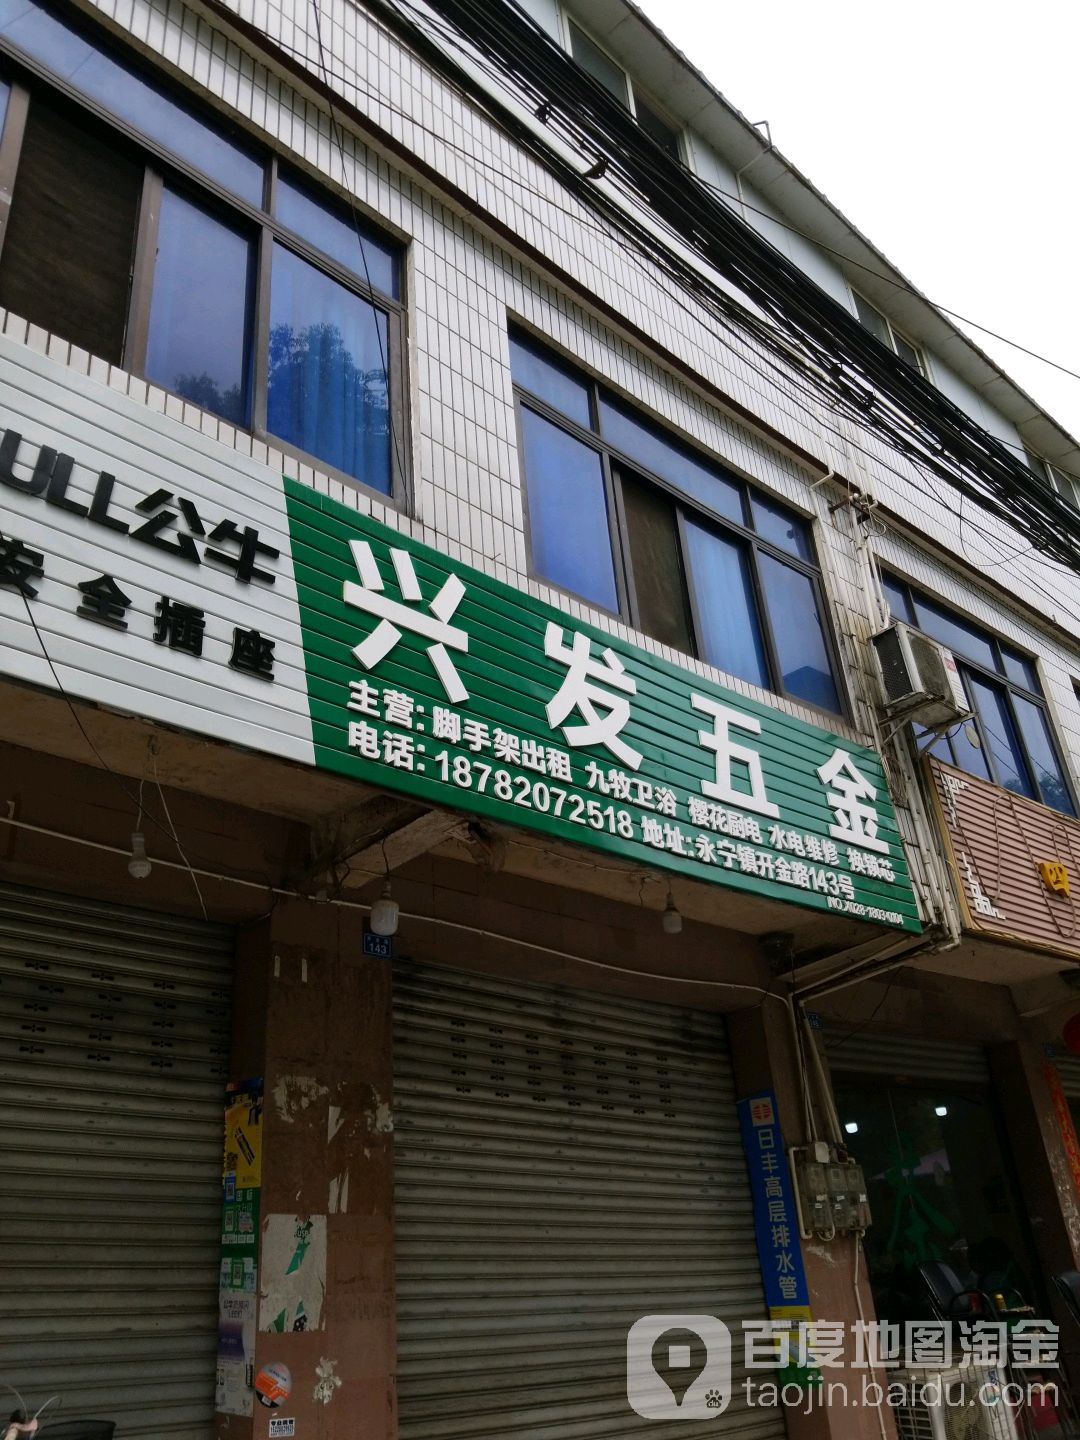 ULL公牛
安全插座
兴发五金
主营:脚手架出租 九牧卫浴 樱花厨电 水电维修 换锁芯
电话:18782072518 地址:永宁镇开金路143号
NO.X028-18034204
143
日丰高层排水管
百度地图淘金
taojin.baidu.com